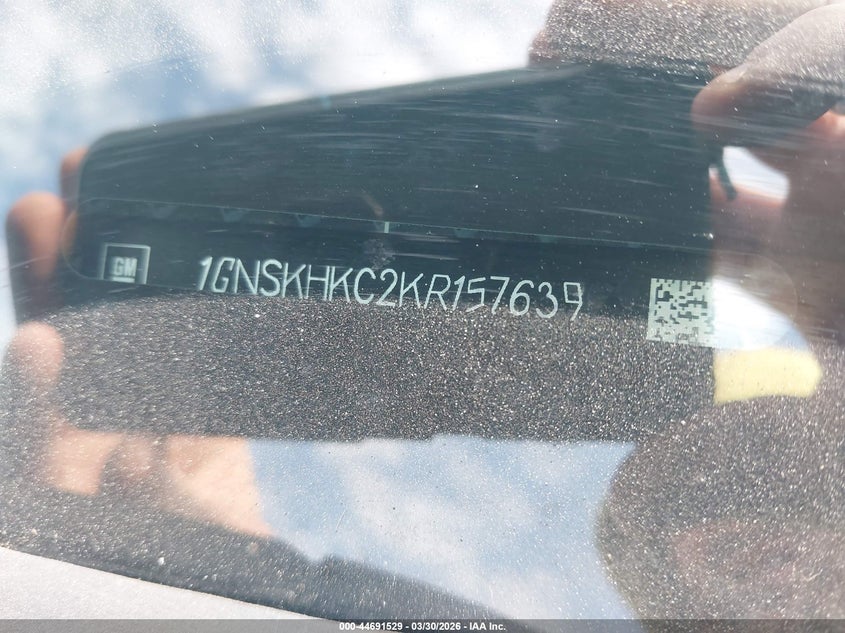 GM
1GNSKHKC2KR157639
000-44691529 - 03/30/2026 - IAA Inc.